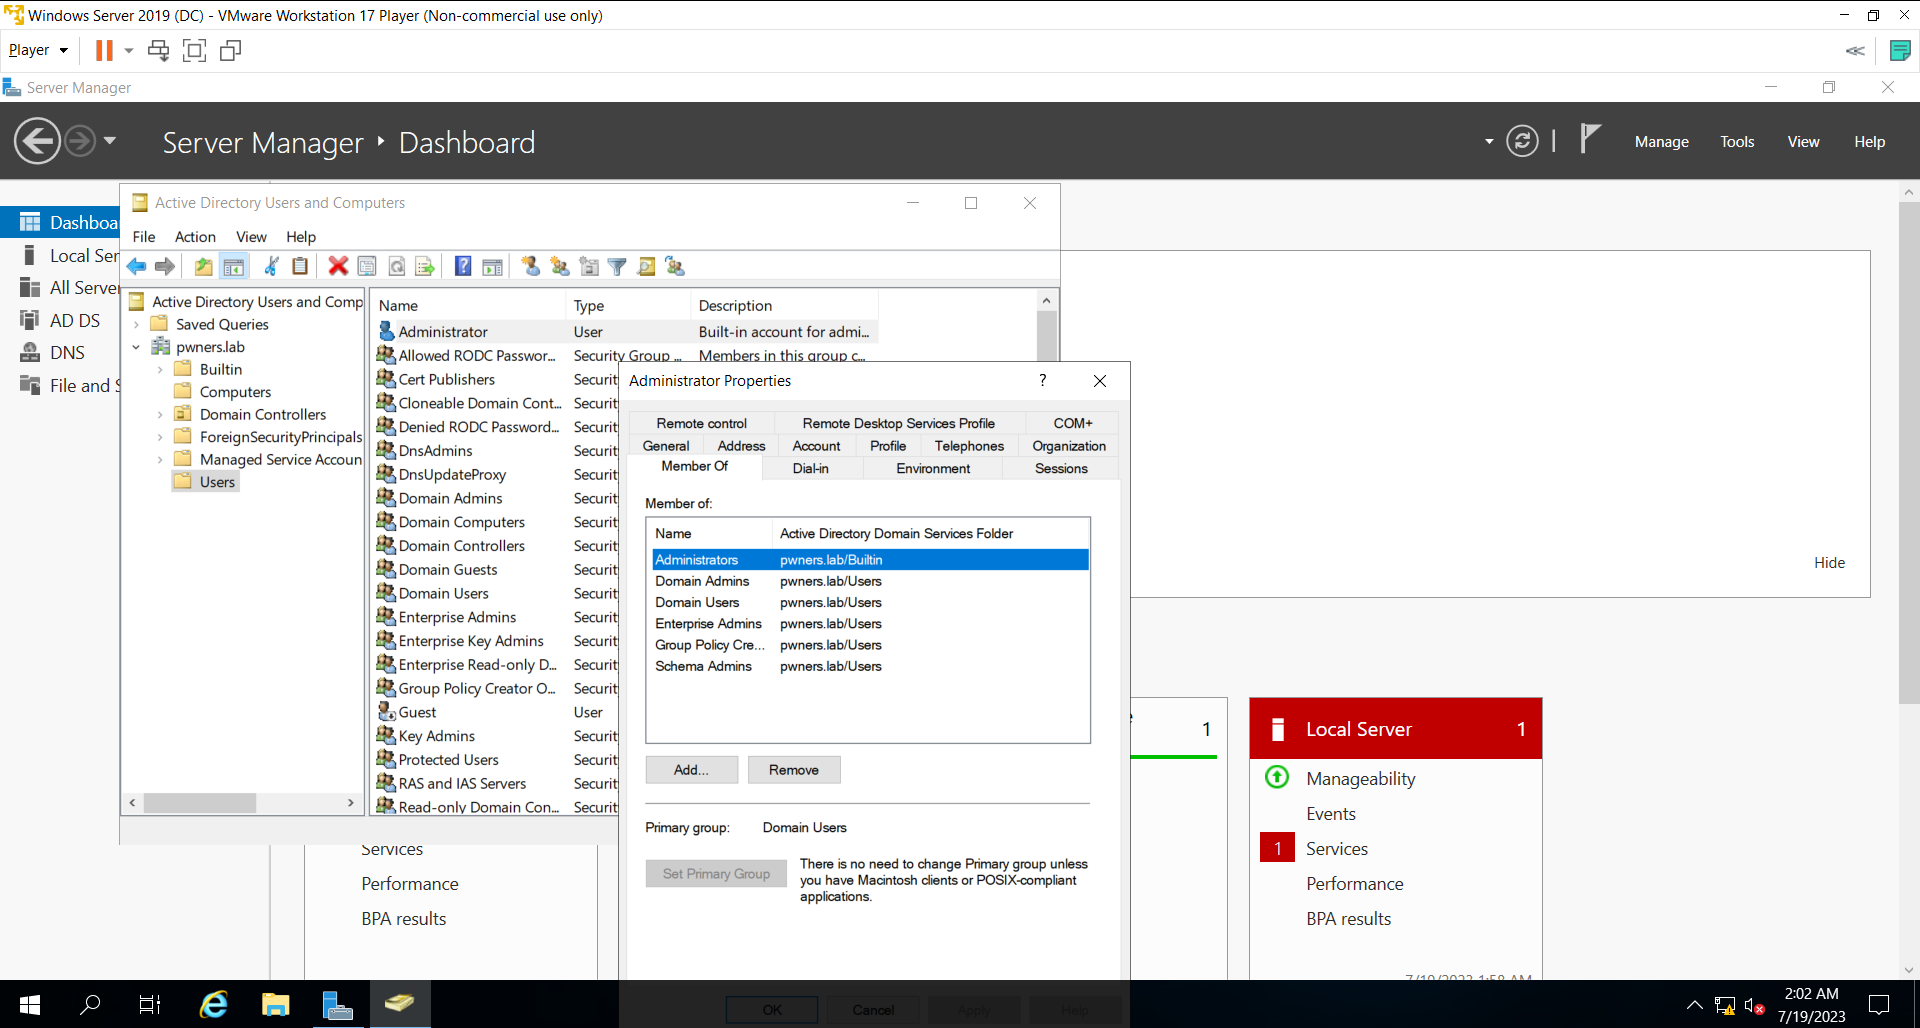 Windows Server 2019 (DC) - VMware Workstation 17 Player (Non-commercial use only)
Player
Server Manager
Server Manager
Dashboard
Manage
Tools
View
Help
Dashboa
Local Ser
All Server
AD DS
DNS
File and S
Active Directory Users and Computers
File
Action
View
Help
Active Directory Users and Comp
Saved Queries
pwners.lab
Builtin
Computers
Domain Controllers
ForeignSecurityPrincipals
Managed Service Accoun
Users
Name
Type
Description
Administrator
User
Built-in account for admi...
Allowed RODC Passwor...
Security Group ...
Members in this group c...
Cert Publishers
Securit
Cloneable Domain Cont...
Securit
Denied RODC Password...
Securit
DnsAdmins
Securit
DnsUpdateProxy
Securit
Domain Admins
Securit
Domain Computers
Securit
Domain Controllers
Securit
Domain Guests
Securit
Domain Users
Securit
Enterprise Admins
Securit
Enterprise Key Admins
Securit
Enterprise Read-only D...
Securit
Group Policy Creator O...
Securit
Guest
User
Key Admins
Securit
Protected Users
Securit
RAS and IAS Servers
Securit
Read-only Domain Con...
Securit
Administrator Properties
?
Remote control
Remote Desktop Services Profile
COM+
General
Address
Account
Profile
Telephones
Organization
Member Of
Dial-in
Environment
Sessions
Member of:
Name
Active Directory Domain Services Folder
Administrators
pwners.lab/Builtin
Domain Admins
pwners.lab/Users
Domain Users
pwners.lab/Users
Enterprise Admins
pwners.lab/Users
Group Policy Cre...
pwners.lab/Users
Schema Admins
pwners.lab/Users
Add...
Remove
Primary group:
Domain Users
Set Primary Group
There is no need to change Primary group unless
you have Macintosh clients or POSIX-compliant
applications.
OK
Cancel
Apply
Help
Hide
Services
Performance
BPA results
1
Local Server
1
Manageability
Events
1
Services
Performance
BPA results
7/19/2023 1:58 AM
2:02 AM
7/19/2023